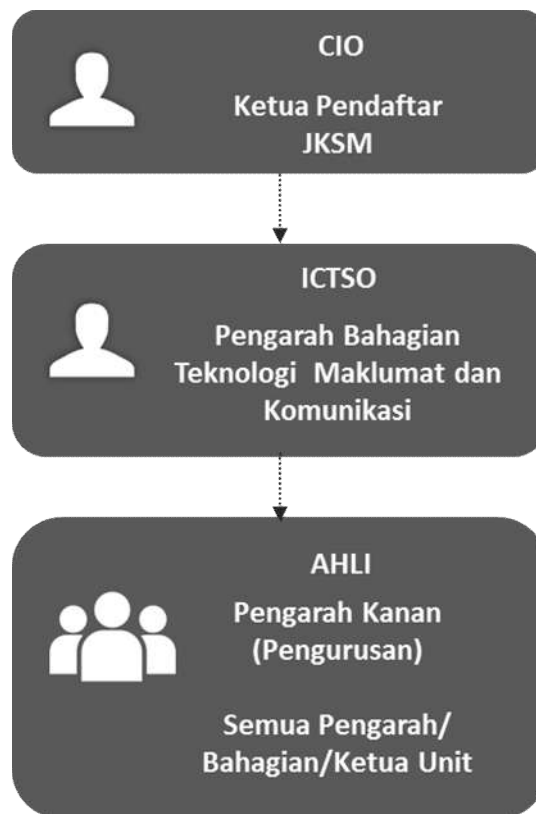 CIO
Ketua Pendaftar
JKSM
ICTSO
Pengarah Bahagian
Teknologi Maklumat dan
Komunikasi
AHLI
Pengarah Kanan
(Pengurusan)
Semua Pengarah/
Bahagian/Ketua Unit